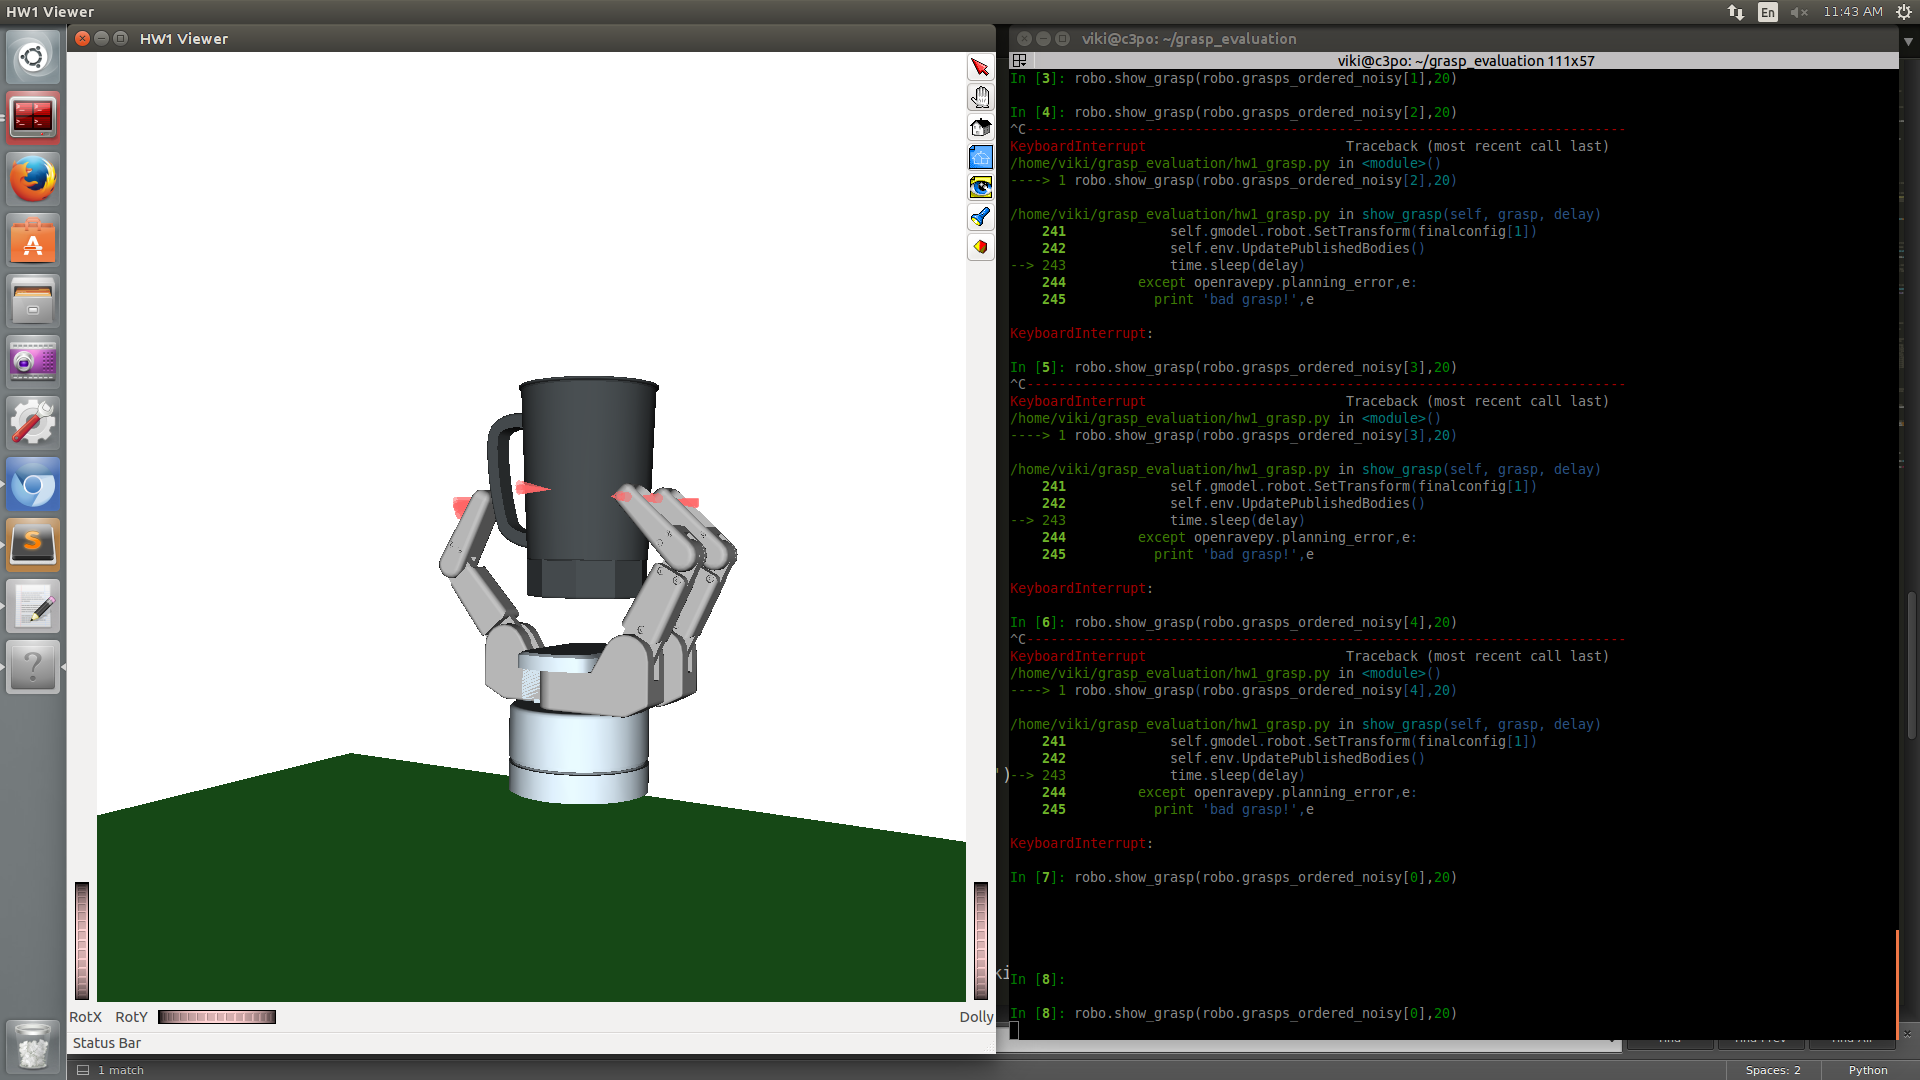 HW1 Viewer
En
11:43 AM
HW1 Viewer
RotX
RotY
Dolly
Status Bar
viki@c3po: ~/grasp_evaluation
viki@c3po: ~/grasp_evaluation 111x57
In [3]: robo.show_grasp(robo.grasps_ordered_noisy[1],20)
In [4]: robo.show_grasp(robo.grasps_ordered_noisy[2],20)
^C---------------------------------------------------------------------------
KeyboardInterrupt                         Traceback (most recent call last)
/home/viki/grasp_evaluation/hw1_grasp.py in <module>()
----> 1 robo.show_grasp(robo.grasps_ordered_noisy[2],20)
/home/viki/grasp_evaluation/hw1_grasp.py in show_grasp(self, grasp, delay)
    241             self.gmodel.robot.SetTransform(finalconfig[1])
    242             self.env.UpdatePublishedBodies()
--> 243             time.sleep(delay)
    244         except openravepy.planning_error,e:
    245           print 'bad grasp!',e
KeyboardInterrupt:
In [5]: robo.show_grasp(robo.grasps_ordered_noisy[3],20)
^C---------------------------------------------------------------------------
KeyboardInterrupt                         Traceback (most recent call last)
/home/viki/grasp_evaluation/hw1_grasp.py in <module>()
----> 1 robo.show_grasp(robo.grasps_ordered_noisy[3],20)
/home/viki/grasp_evaluation/hw1_grasp.py in show_grasp(self, grasp, delay)
    241             self.gmodel.robot.SetTransform(finalconfig[1])
    242             self.env.UpdatePublishedBodies()
--> 243             time.sleep(delay)
    244         except openravepy.planning_error,e:
    245           print 'bad grasp!',e
KeyboardInterrupt:
In [6]: robo.show_grasp(robo.grasps_ordered_noisy[4],20)
^C---------------------------------------------------------------------------
KeyboardInterrupt                         Traceback (most recent call last)
/home/viki/grasp_evaluation/hw1_grasp.py in <module>()
----> 1 robo.show_grasp(robo.grasps_ordered_noisy[4],20)
/home/viki/grasp_evaluation/hw1_grasp.py in show_grasp(self, grasp, delay)
    241             self.gmodel.robot.SetTransform(finalconfig[1])
    242             self.env.UpdatePublishedBodies()
--> 243             time.sleep(delay)
    244         except openravepy.planning_error,e:
    245           print 'bad grasp!',e
KeyboardInterrupt:
In [7]: robo.show_grasp(robo.grasps_ordered_noisy[0],20)
In [8]:
In [8]: robo.show_grasp(robo.grasps_ordered_noisy[0],20)
1 match
Spaces: 2
Python